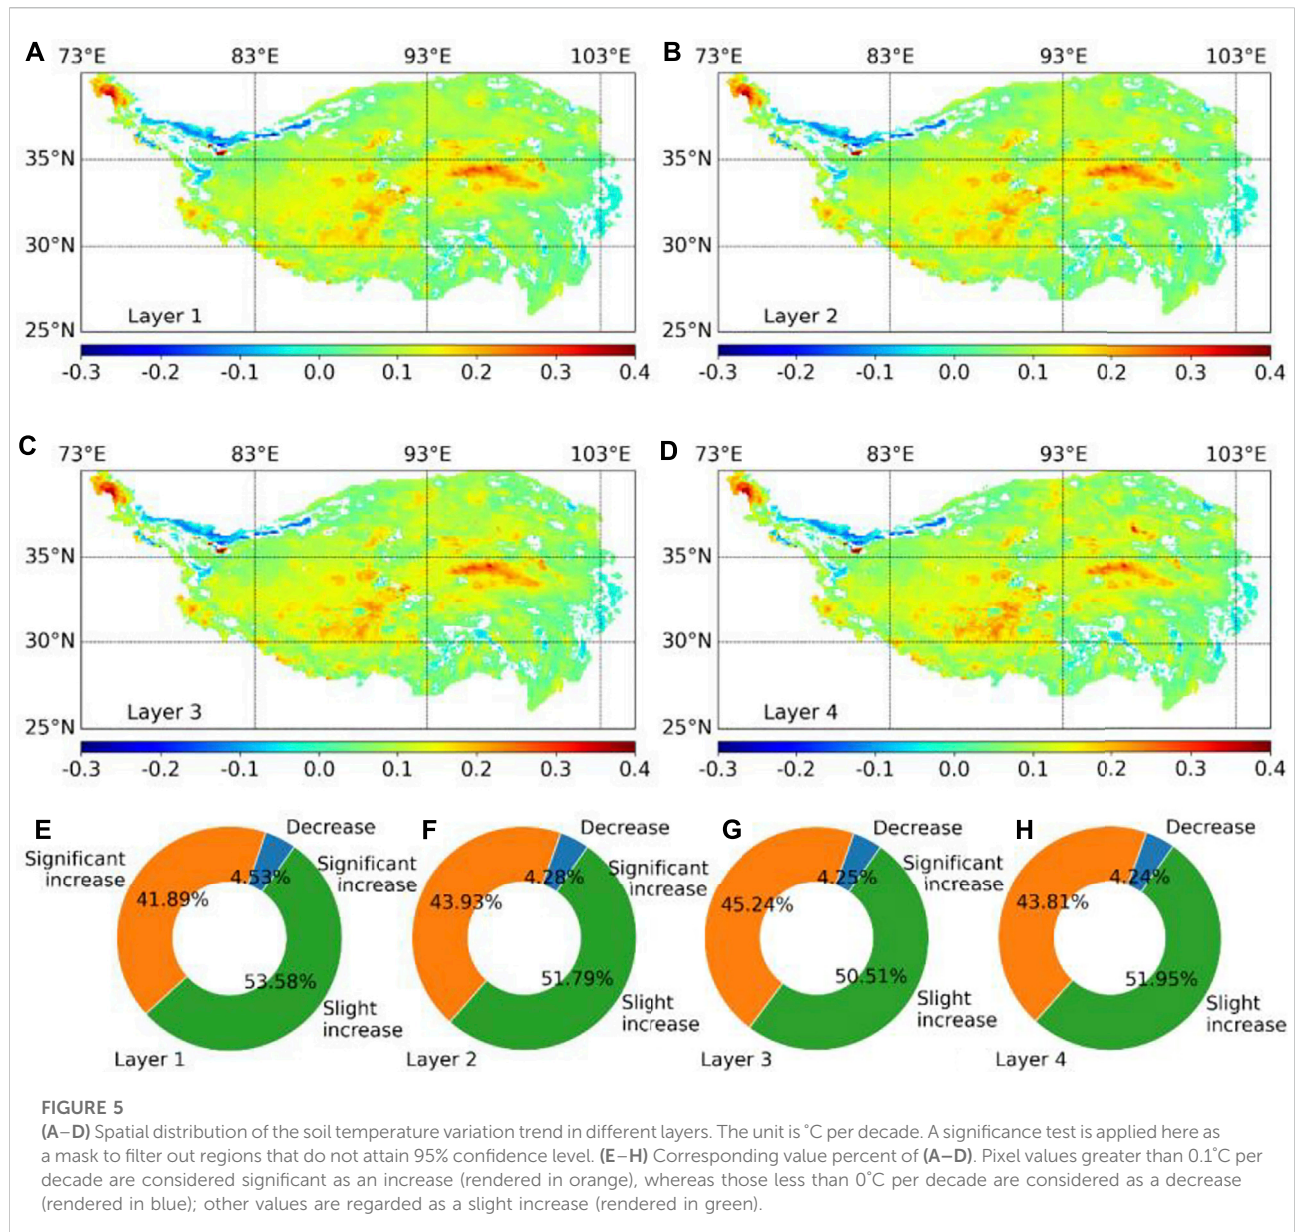 A
73°E 83°E 93°E 103°E
35°N
30°N
25°N
Layer 1
-0.3 -0.2 -0.1 0.0 0.1 0.2 0.3 0.4
B
73°E 83°E 93°E 103°E
35°N
30°N
25°N
Layer 2
-0.3 -0.2 -0.1 0.0 0.1 0.2 0.3 0.4
C
73°E 83°E 93°E 103°E
35°N
30°N
25°N
Layer 3
-0.3 -0.2 -0.1 0.0 0.1 0.2 0.3 0.4
D
73°E 83°E 93°E 103°E
35°N
30°N
25°N
Layer 4
-0.3 -0.2 -0.1 0.0 0.1 0.2 0.3 0.4
E
Significant
increase
41.89%
Decrease
4.53%
53.58%
Slight
increase
Layer 1
F
Significant
increase
43.93%
Decrease
4.28%
51.79%
Slight
increase
Layer 2
G
Significant
increase
45.24%
Decrease
4.25%
50.51%
Slight
increase
Layer 3
H
Significant
increase
43.81%
Decrease
4.24%
51.95%
Slight
increase
Layer 4
FIGURE 5
(A–D) Spatial distribution of the soil temperature variation trend in different layers. The unit is °C per decade. A significance test is applied here as
a mask to filter out regions that do not attain 95% confidence level. (E–H) Corresponding value percent of (A–D). Pixel values greater than 0.1°C per
decade are considered significant as an increase (rendered in orange), whereas those less than 0°C per decade are considered as a decrease
(rendered in blue); other values are regarded as a slight increase (rendered in green).